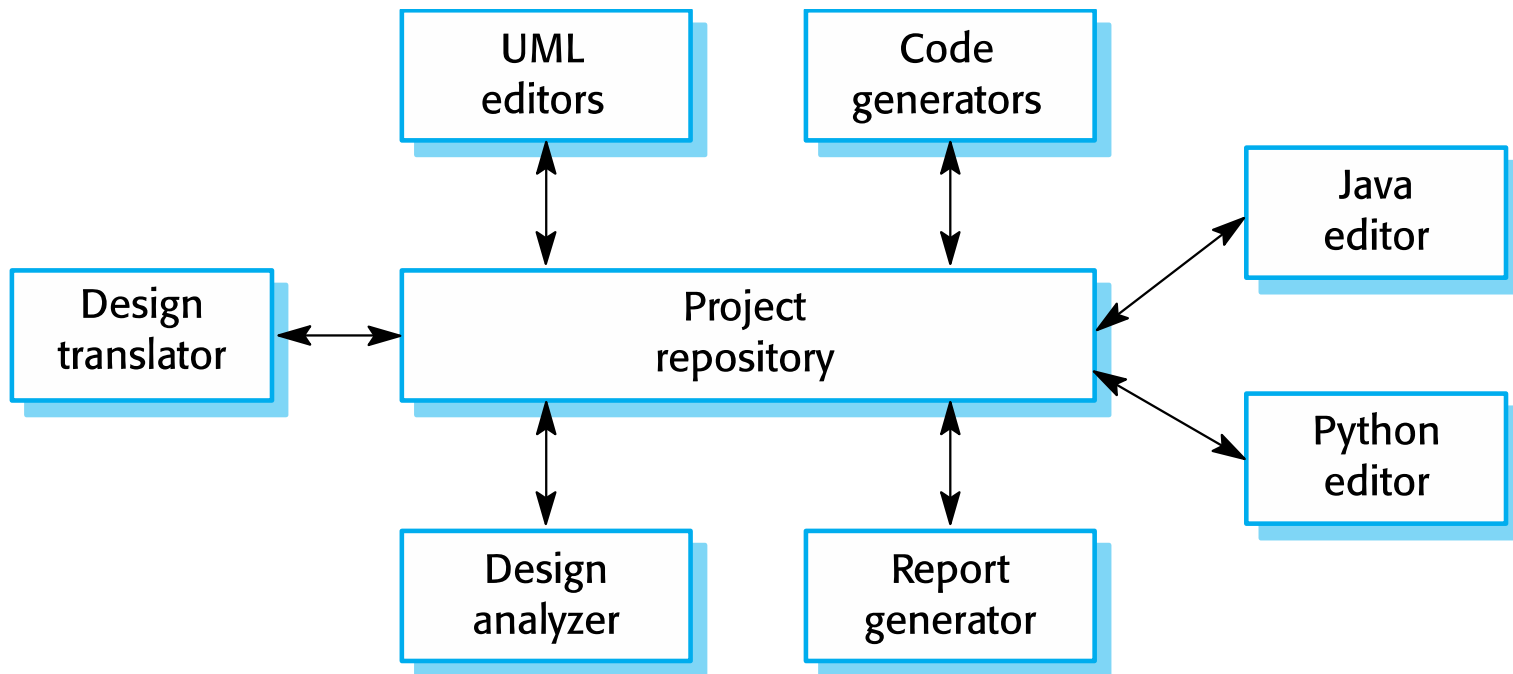 UML
editors
Code
generators
Java
editor
Design
translator
Project
repository
Python
editor
Design
analyzer
Report
generator